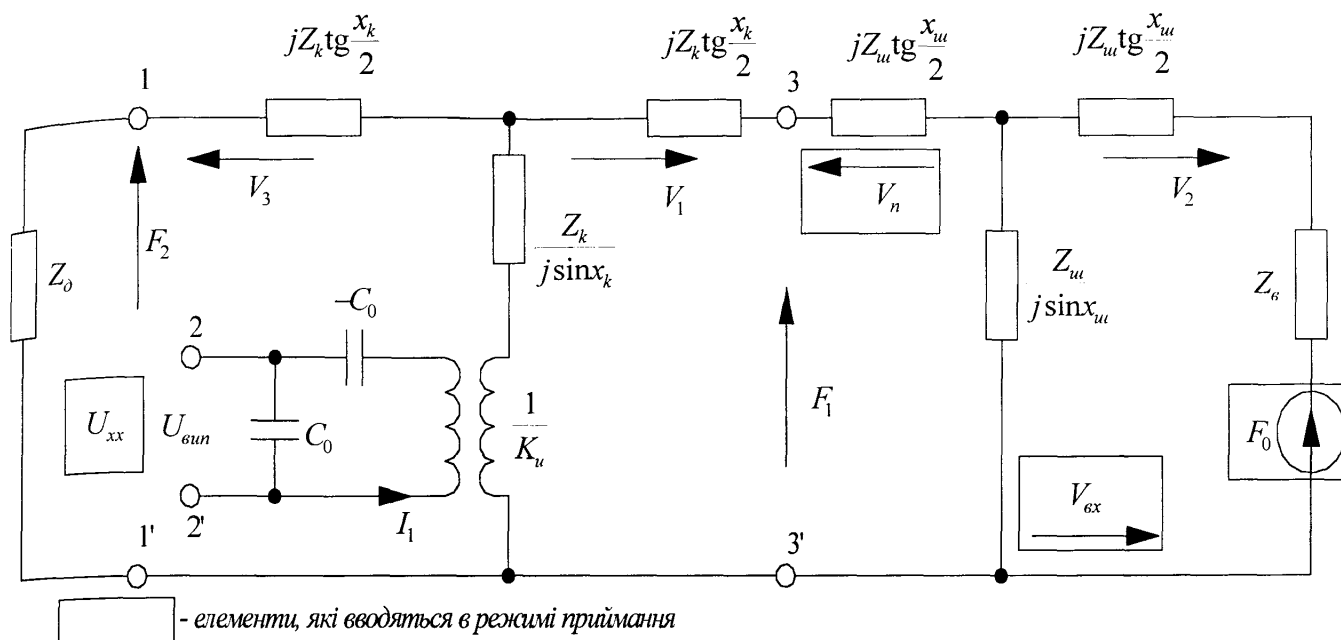 jZ_k tg x_k/2
jZ_k tg x_k/2
jZ_ш tg x_ш/2
jZ_ш tg x_ш/2
1
3
V_3
V_1
V_n
V_2
F_2
Z_∂
Z_k / j sin x_k
Z_ш / j sin x_ш
Z_в
–C_0
2
U_xx
U_вип
C_0
1/K_u
F_1
F_0
2'
I_1
V_вх
1'
3'
- елементи, які вводяться в режимі приймання